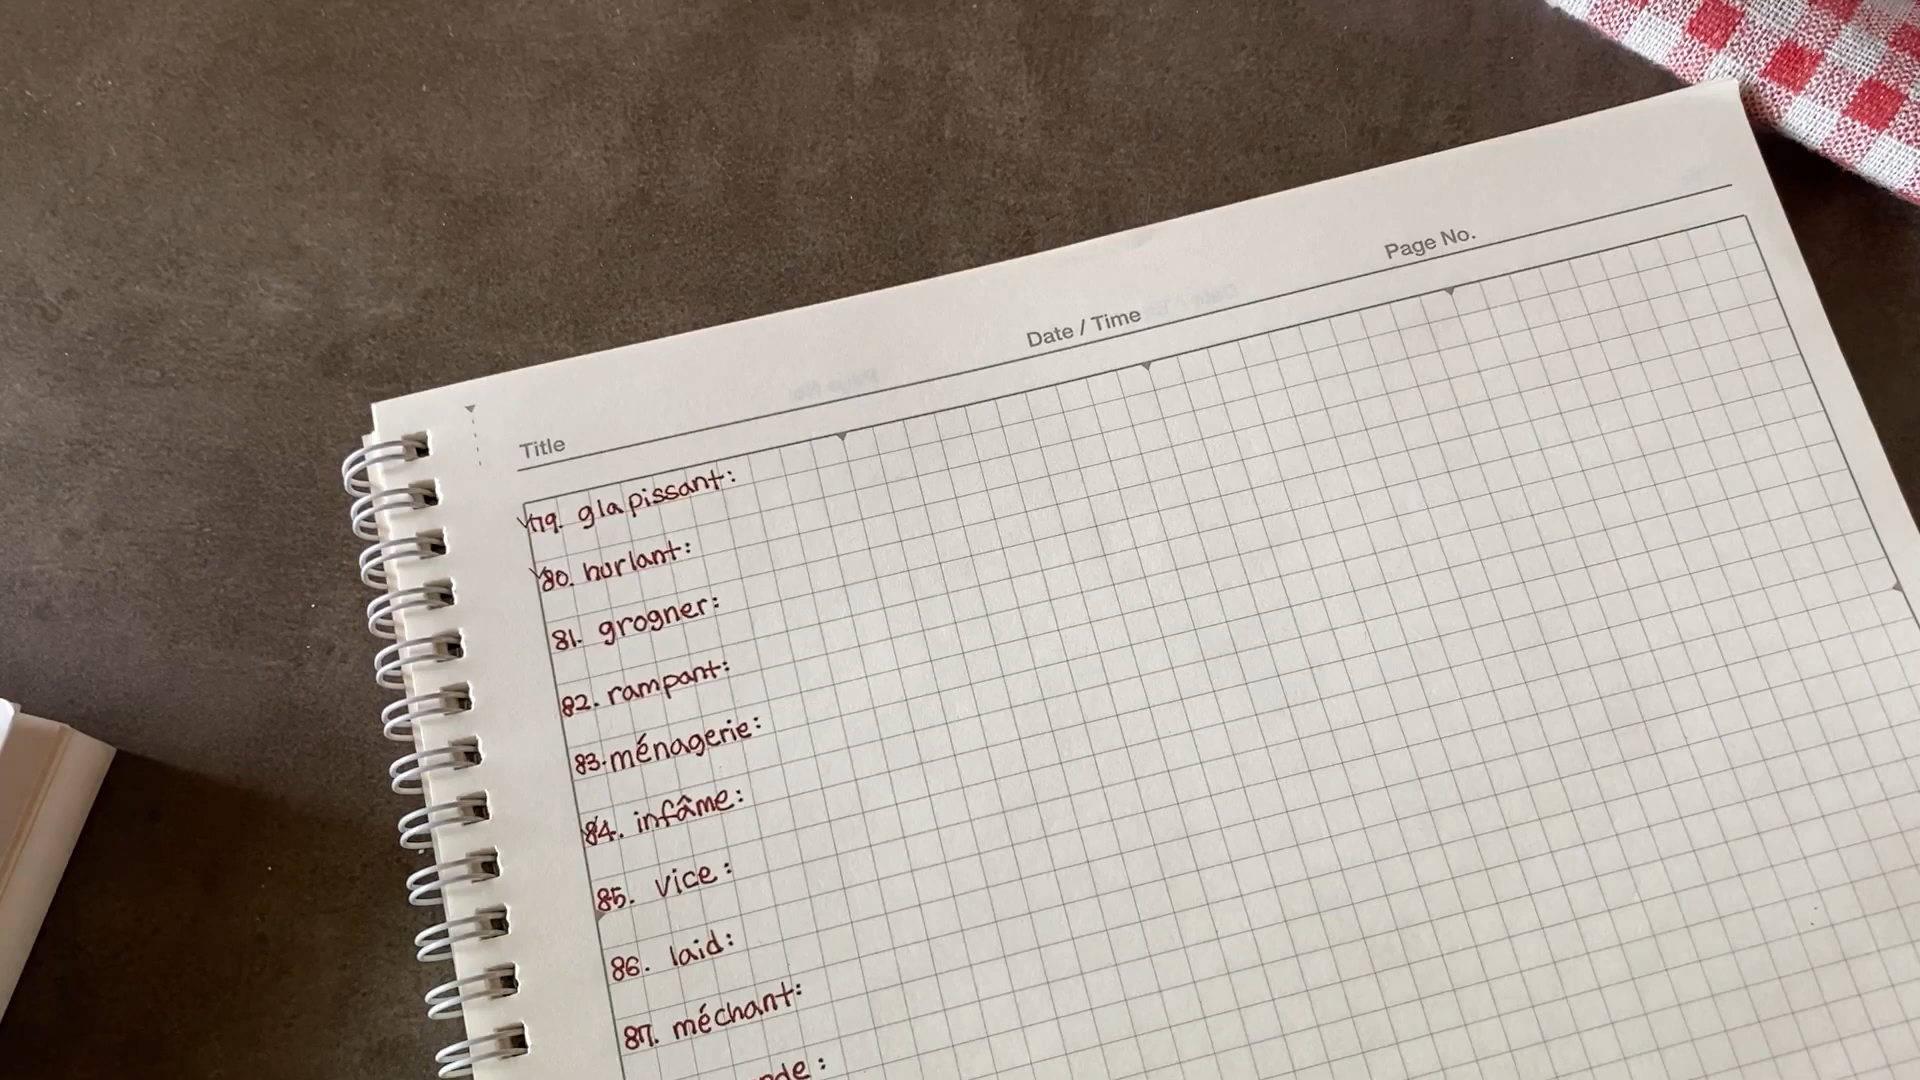 Page No.
Date / Time
Title
79. glapissant:
80. hurlant:
81. grogner:
82. rampant:
83. ménagerie:
84. infâme:
85. vice:
86. laid:
87. méchant: